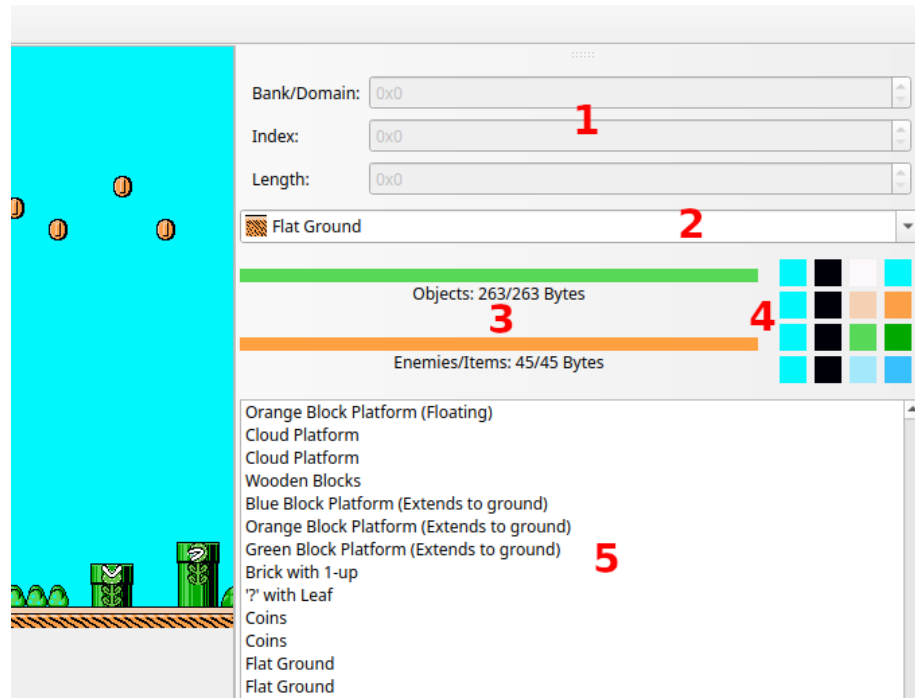 Bank/Domain: 0x0
1
Index: 0x0
Length: 0x0
Flat Ground 2
Objects: 263/263 Bytes
3 4
Enemies/Items: 45/45 Bytes
Orange Block Platform (Floating)
Cloud Platform
Cloud Platform
Wooden Blocks
Blue Block Platform (Extends to ground)
Orange Block Platform (Extends to ground)
Green Block Platform (Extends to ground) 5
Brick with 1-up
'?' with Leaf
Coins
Coins
Flat Ground
Flat Ground